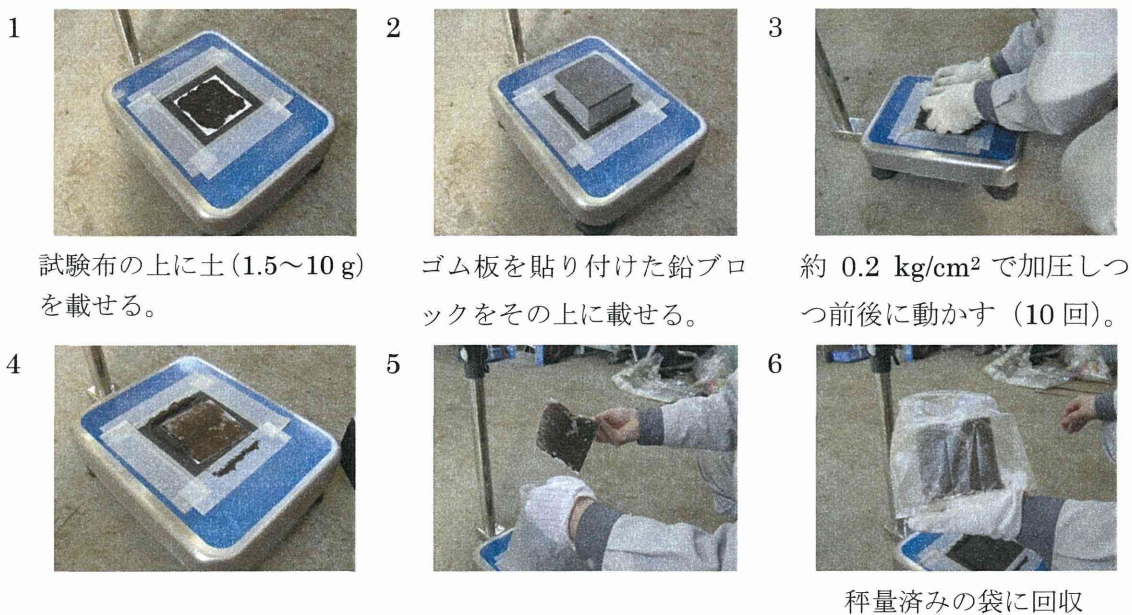 1
2
3
試験布の上に土(1.5～10 g)
を載せる。
ゴム板を貼り付けた鉛ブロ
ックをその上に載せる。
約 0.2 kg/cm² で加圧しつ
つ前後に動かす（10 回）。
4
5
6
秤量済みの袋に回収